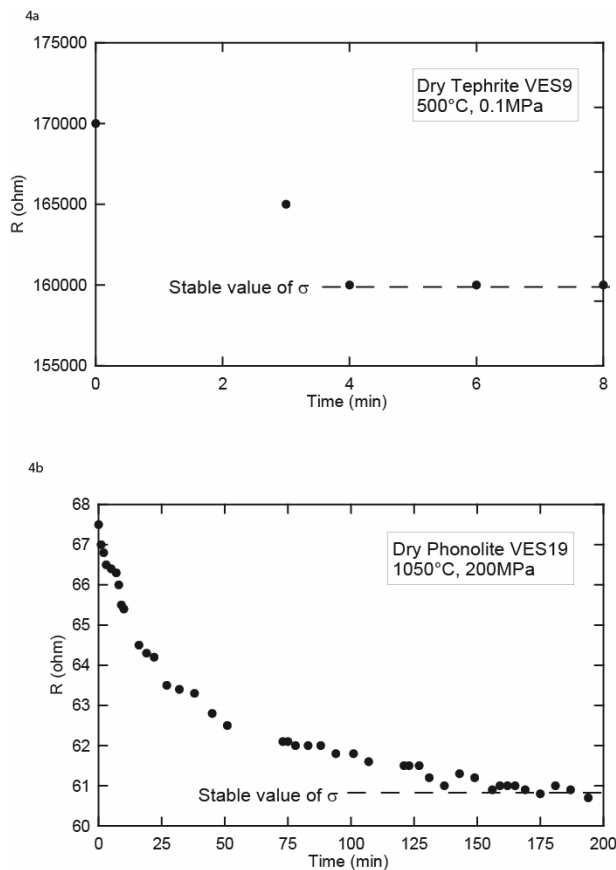 4a
175000
170000
165000
160000
155000
R (ohm)
Dry Tephrite VES9
500°C, 0.1MPa
Stable value of σ
0 2 4 6 8
Time (min)
4b
68
67
66
65
64
63
62
61
60
R (ohm)
Dry Phonolite VES19
1050°C, 200MPa
Stable value of σ
0 25 50 75 100 125 150 175 200
Time (min)